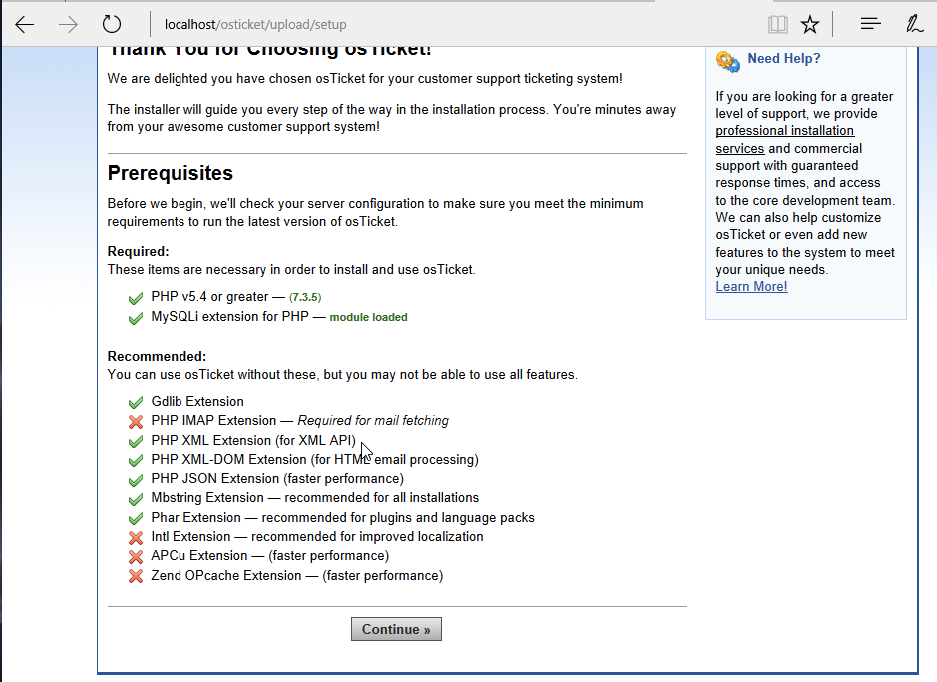 localhost/osticket/upload/setup
Thank You for Choosing osTicket!
We are delighted you have chosen osTicket for your customer support ticketing system!
The installer will guide you every step of the way in the installation process. You're minutes away
from your awesome customer support system!
Prerequisites
Before we begin, we'll check your server configuration to make sure you meet the minimum
requirements to run the latest version of osTicket.
Required:
These items are necessary in order to install and use osTicket.
PHP v5.4 or greater — (7.3.5)
MySQLi extension for PHP — module loaded
Recommended:
You can use osTicket without these, but you may not be able to use all features.
Gdlib Extension
PHP IMAP Extension — Required for mail fetching
PHP XML Extension (for XML API)
PHP XML-DOM Extension (for HTML email processing)
PHP JSON Extension (faster performance)
Mbstring Extension — recommended for all installations
Phar Extension — recommended for plugins and language packs
Intl Extension — recommended for improved localization
APCu Extension — (faster performance)
Zend OPcache Extension — (faster performance)
Continue »
Need Help?
If you are looking for a greater
level of support, we provide
professional installation
services and commercial
support with guaranteed
response times, and access
to the core development team.
We can also help customize
osTicket or even add new
features to the system to meet
your unique needs.
Learn More!